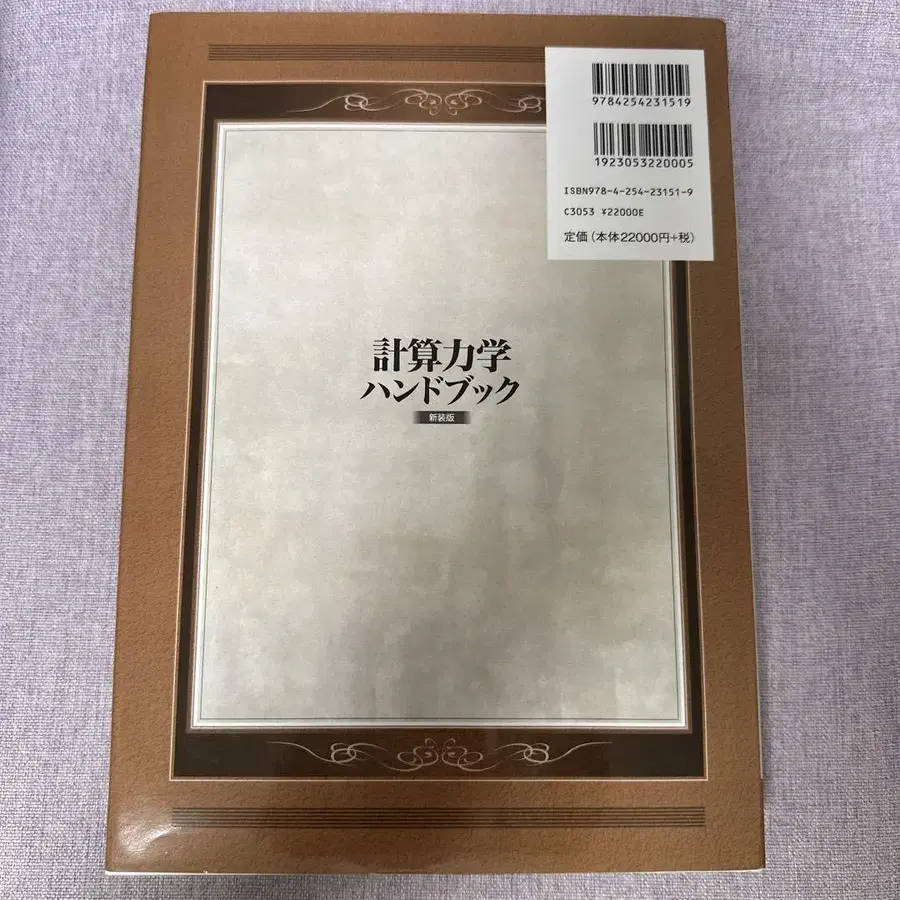 9784254231519
1923053220005
ISBN978-4-254-23151-9
C3053 ¥22000E
定価(本体22000円+税)
計算力学
ハンドブック
新装版